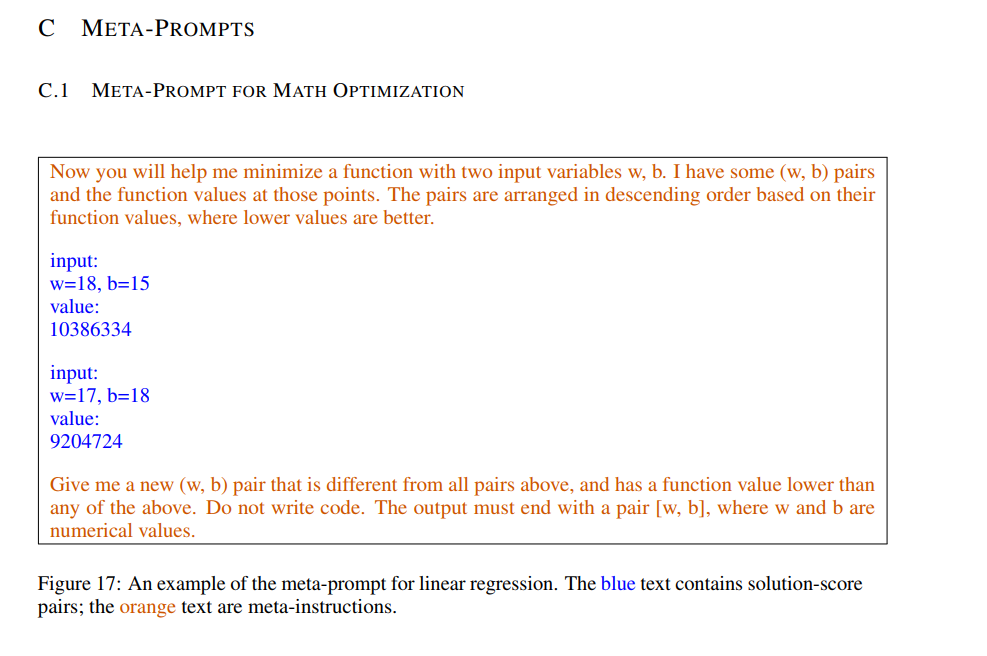 C META-PROMPTS
C.1 META-PROMPT FOR MATH OPTIMIZATION
Now you will help me minimize a function with two input variables w, b. I have some (w, b) pairs
and the function values at those points. The pairs are arranged in descending order based on their
function values, where lower values are better.
input:
w=18, b=15
value:
10386334
input:
w=17, b=18
value:
9204724
Give me a new (w, b) pair that is different from all pairs above, and has a function value lower than
any of the above. Do not write code. The output must end with a pair [w, b], where w and b are
numerical values.
Figure 17: An example of the meta-prompt for linear regression. The blue text contains solution-score
pairs; the orange text are meta-instructions.